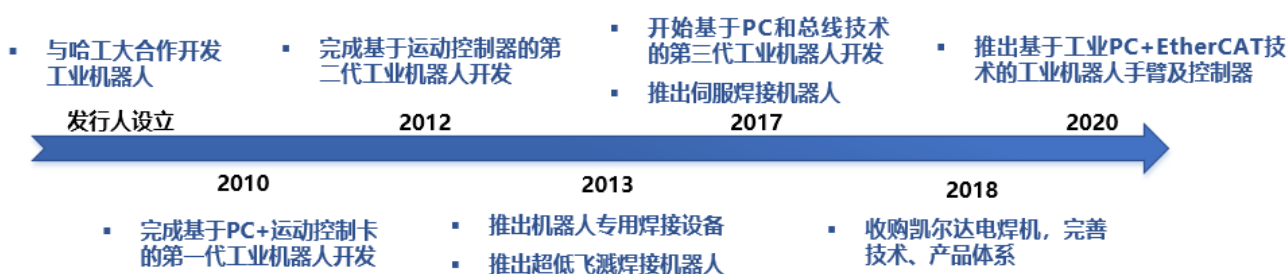 ▪ 与哈工大合作开发
工业机器人
▪ 完成基于运动控制器的第
二代工业机器人开发
▪ 开始基于PC和总线技术
的第三代工业机器人开发
▪ 推出伺服焊接机器人
▪ 推出基于工业PC+EtherCAT技
术的工业机器人手臂及控制器
发行人设立
2012
2017
2020
2010
2013
2018
▪ 完成基于PC+运动控制卡
的第一代工业机器人开发
▪ 推出机器人专用焊接设备
▪ 推出超低飞溅焊接机器人
▪ 收购凯尔达电焊机，完善
技术、产品体系